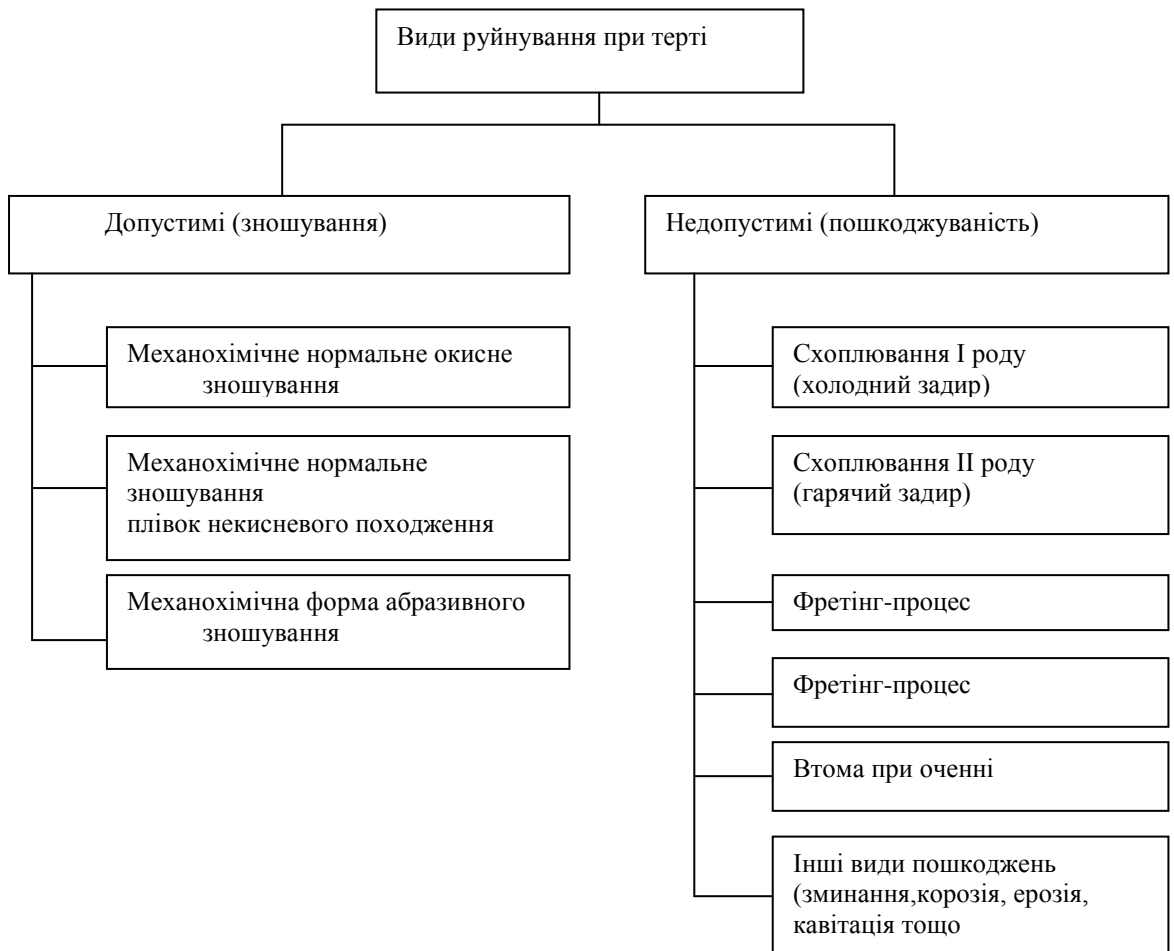 Види руйнування при терті
Допустимі (зношування)
Механохімічне нормальне окисне
зношування
Механохімічне нормальне
зношування
плівок некисневого походження
Механохімічна форма абразивного
зношування
Недопустимі (пошкоджуваність)
Схоплювання І роду
(холодний задир)
Схоплювання ІІ роду
(гарячий задир)
Фретінг-процес
Фретінг-процес
Втома при оченні
Інші види пошкоджень
(зминання,корозія, ерозія,
кавітація тощо